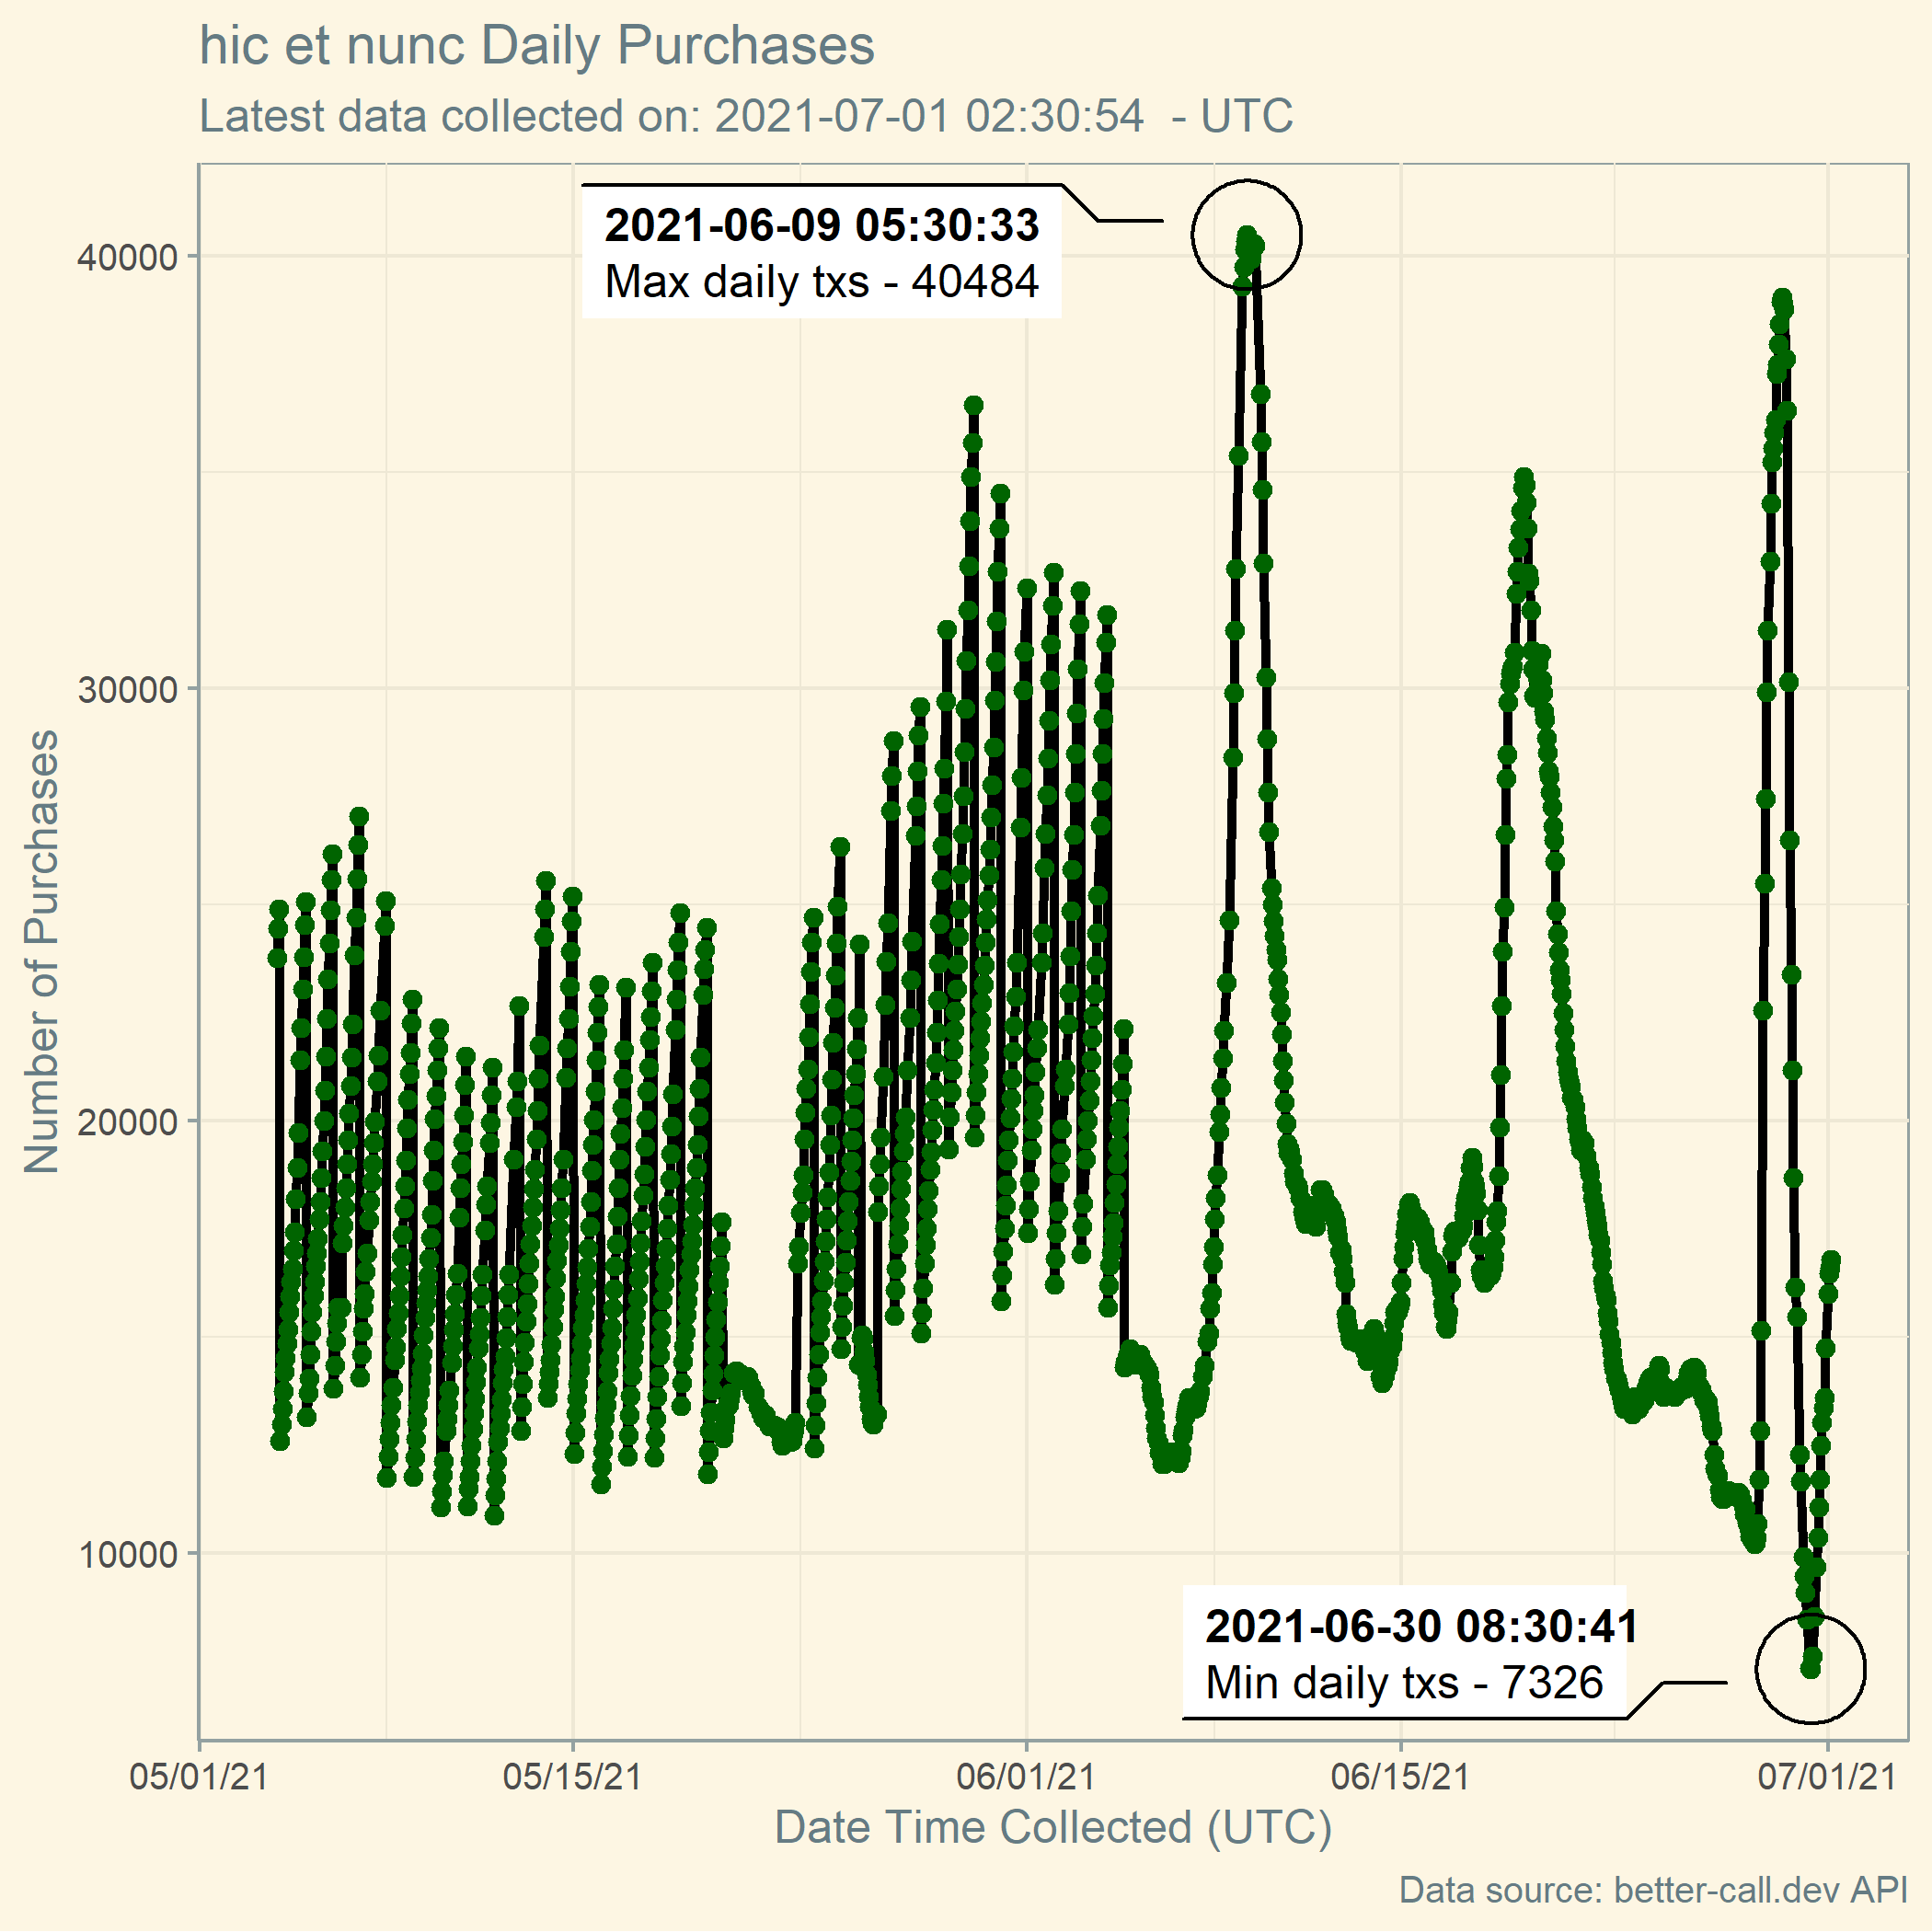 hic et nunc Daily Purchases
Latest data collected on: 2021-07-01 02:30:54  - UTC
2021-06-09 05:30:33
Max daily txs - 40484
40000
30000
20000
10000
Number of Purchases
2021-06-30 08:30:41
Min daily txs - 7326
05/01/21 05/15/21 06/01/21 06/15/21 07/01/21
Date Time Collected (UTC)
Data source: better-call.dev API